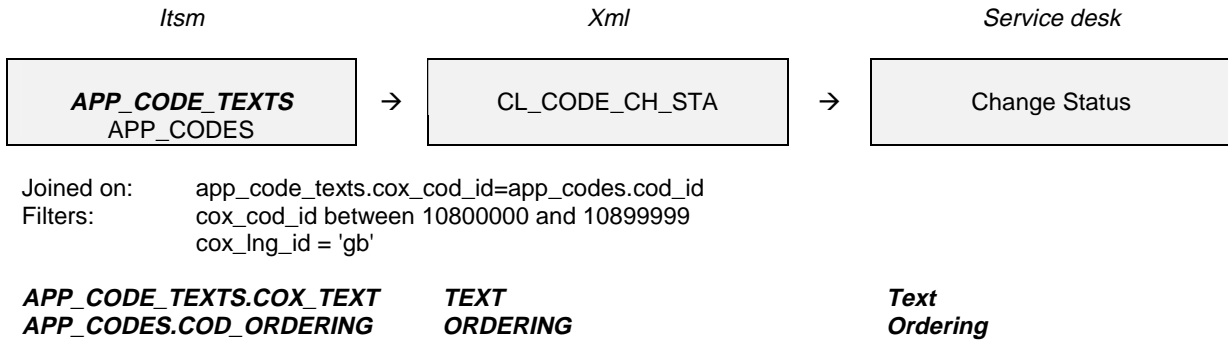 Itsm Xml Service desk
APP_CODE_TEXTS → CL_CODE_CH_STA → Change Status
APP_CODES
Joined on: app_code_texts.cox_cod_id=app_codes.cod_id
Filters: cox_cod_id between 10800000 and 10899999
cox_lng_id = 'gb'
APP_CODE_TEXTS.COX_TEXT TEXT Text
APP_CODES.COD_ORDERING ORDERING Ordering